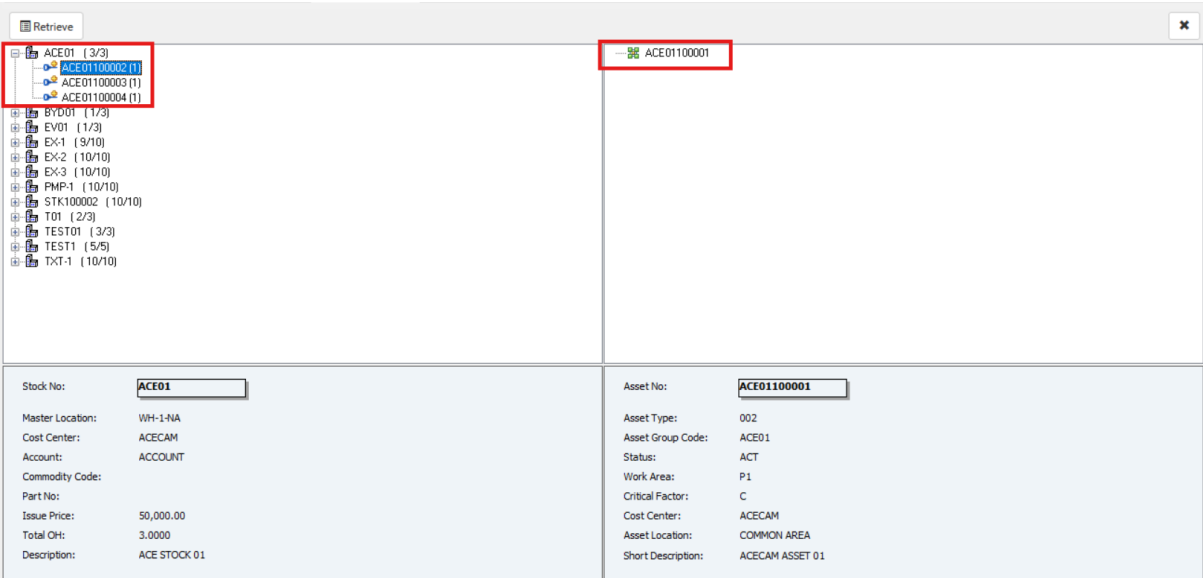 Retrieve
ACE01 (3/3)
ACE01100002 (1)
ACE01100003 (1)
ACE01100004 (1)
BYD01 (1/3)
EV01 (1/3)
EX-1 (9/10)
EX-2 (10/10)
EX-3 (10/10)
PMP-1 (10/10)
STK100002 (10/10)
T01 (2/3)
TEST01 (3/3)
TEST1 (5/5)
TXT-1 (10/10)
ACE01100001
Stock No: ACE01
Master Location: WH-1-NA
Cost Center: ACECAM
Account: ACCOUNT
Commodity Code:
Part No:
Issue Price: 50,000.00
Total OH: 3.0000
Description: ACE STOCK 01
Asset No: ACE01100001
Asset Type: 002
Asset Group Code: ACE01
Status: ACT
Work Area: P1
Critical Factor: C
Cost Center: ACECAM
Asset Location: COMMON AREA
Short Description: ACECAM ASSET 01